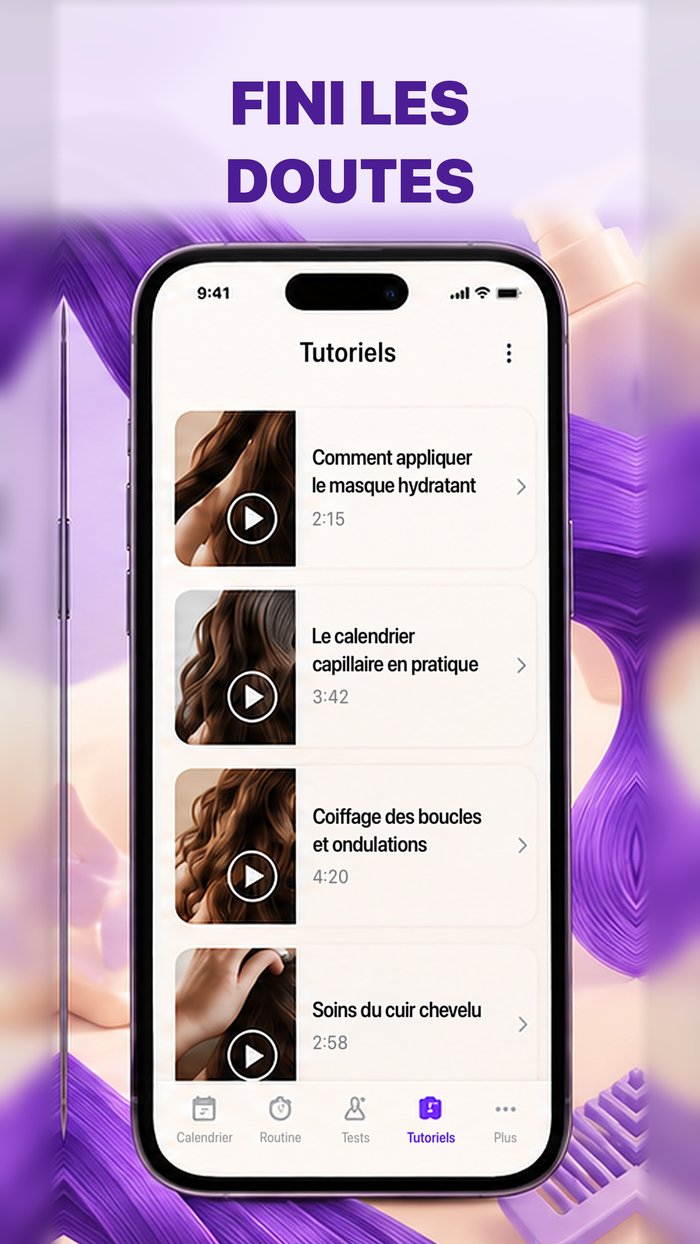 FINI LES
DOUTES
9:41
Tutoriels
Comment appliquer
le masque hydratant
2:15
Le calendrier
capillaire en pratique
3:42
Coiffage des boucles
et ondulations
4:20
Soins du cuir chevelu
2:58
Calendrier
Routine
Tests
Tutoriels
Plus